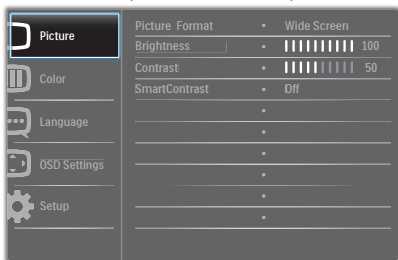 Picture
Color
Language
OSD Settings
Setup
Picture Format • Wide Screen
Brightness • 100
Contrast • 50
SmartContrast • Off
•
•
•
•
•
•